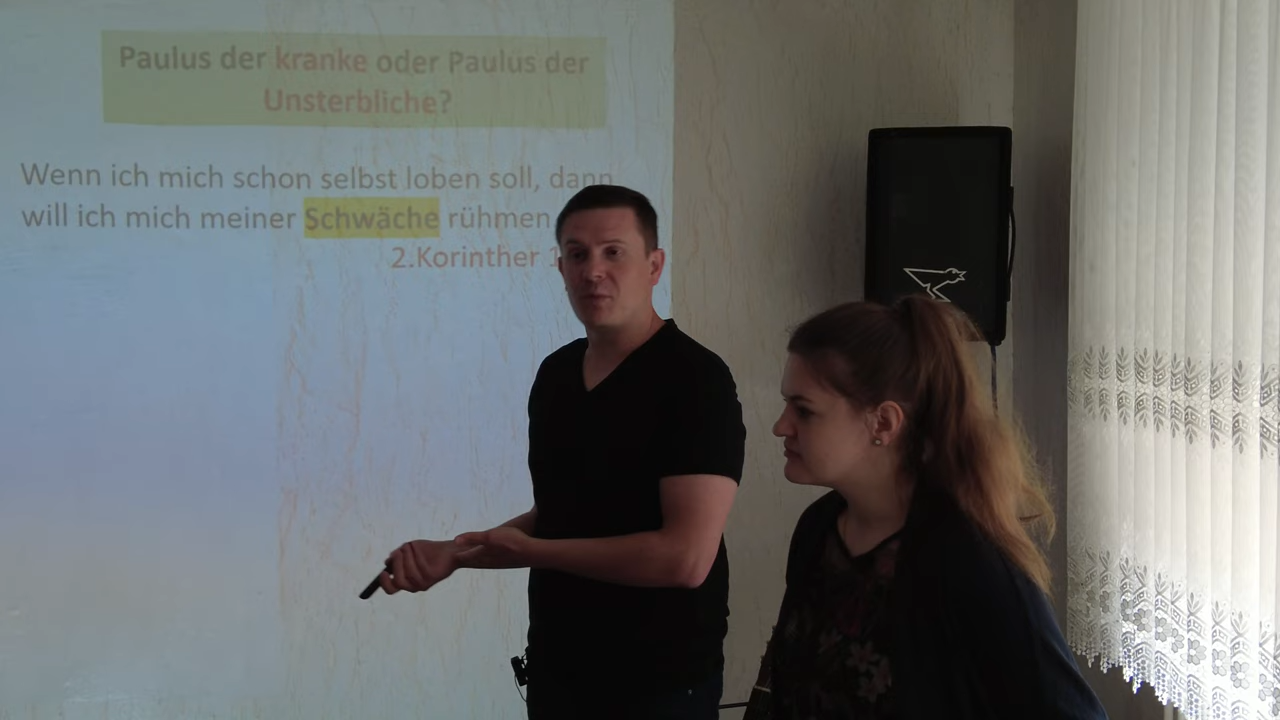 Paulus der kranke oder Paulus der
Unsterbliche?
Wenn ich mich schon selbst loben soll, dann
will ich mich meiner Schwäche rühmen
2.Korinther